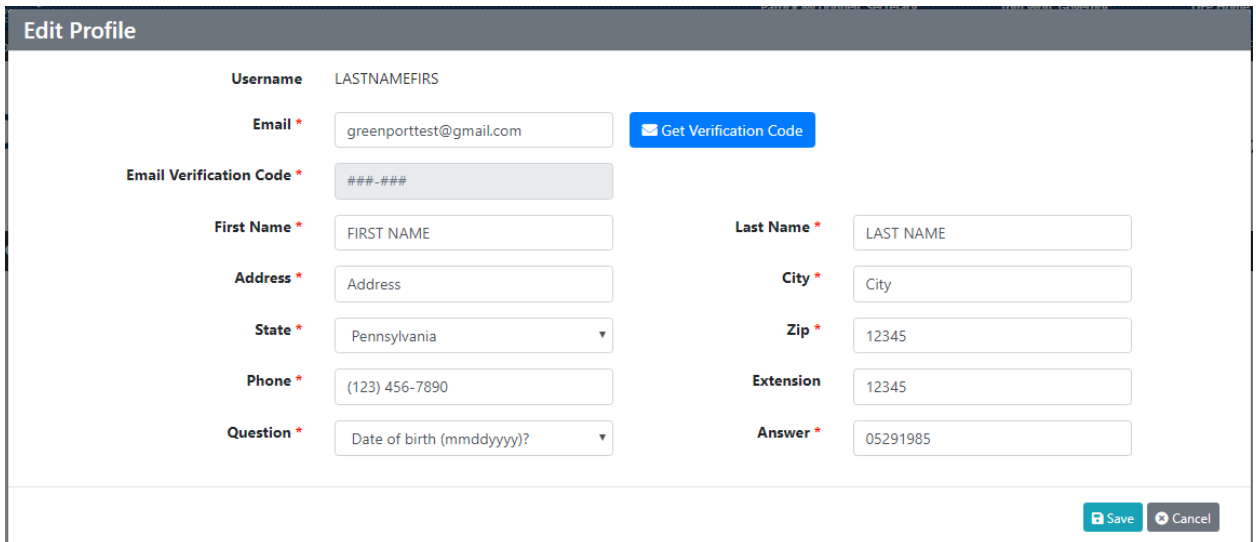 Edit Profile
Username LASTNAMEFIRS
Email * greenporttest@gmail.com Get Verification Code
Email Verification Code * ###-###
First Name * FIRST NAME Last Name * LAST NAME
Address * Address City * City
State * Pennsylvania Zip * 12345
Phone * (123) 456-7890 Extension 12345
Question * Date of birth (mmddyyyy)? Answer * 05291985
Save Cancel